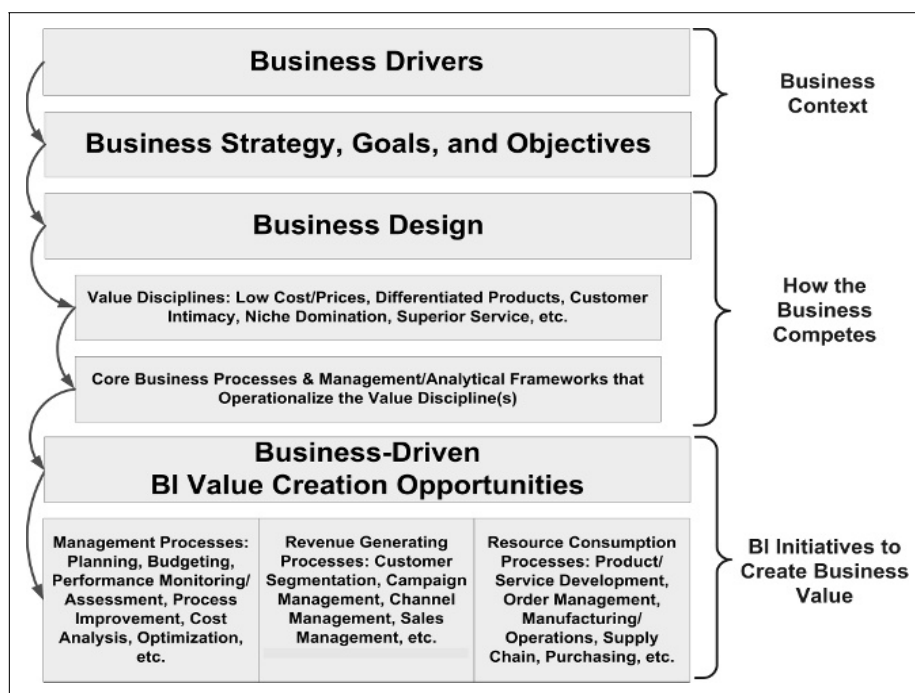 Business Drivers
Business
Context
Business Strategy, Goals, and Objectives
Business Design
Value Disciplines: Low Cost/Prices, Differentiated Products, Customer
Intimacy, Niche Domination, Superior Service, etc.
How the
Business
Competes
Core Business Processes & Management/Analytical Frameworks that
Operationalize the Value Discipline(s)
Business-Driven
BI Value Creation Opportunities
Management Processes:
Planning, Budgeting,
Performance Monitoring/
Assessment, Process
Improvement, Cost
Analysis, Optimization,
etc.
Revenue Generating
Processes: Customer
Segmentation, Campaign
Management, Channel
Management, Sales
Management, etc.
Resource Consumption
Processes: Product/
Service Development,
Order Management,
Manufacturing/
Operations, Supply
Chain, Purchasing, etc.
BI Initiatives to
Create Business
Value